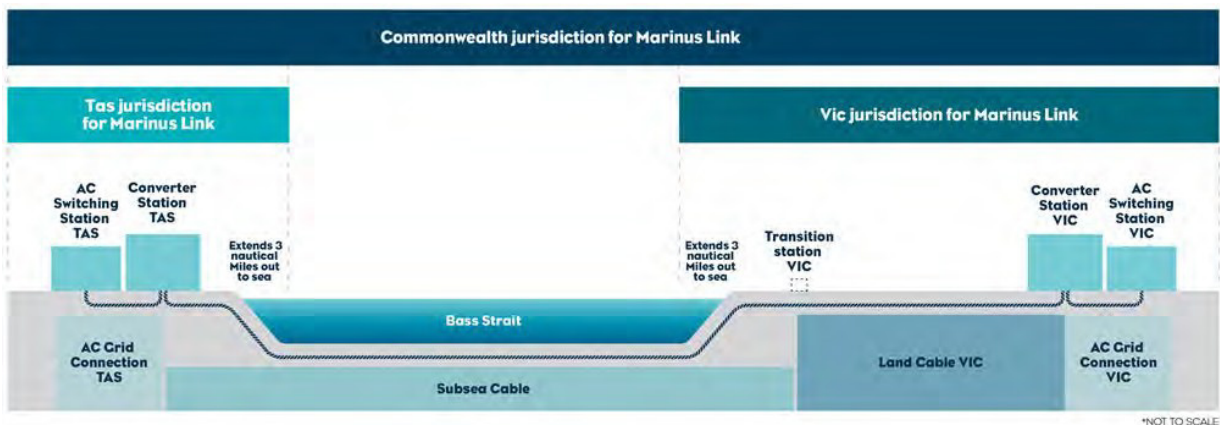 Commonwealth jurisdiction for Marinus Link
Tas jurisdiction
for Marinus Link
Vic jurisdiction for Marinus Link
AC
Switching
Station
TAS
Converter
Station
TAS
Extends 3
nautical
Miles out
to sea
Extends 3
nautical
Miles out
to sea
Transition
station
VIC
Converter
Station
VIC
AC
Switching
Station
VIC
Bass Strait
AC Grid
Connection
TAS
Subsea Cable
Land Cable VIC
AC Grid
Connection
VIC
*NOT TO SCALE